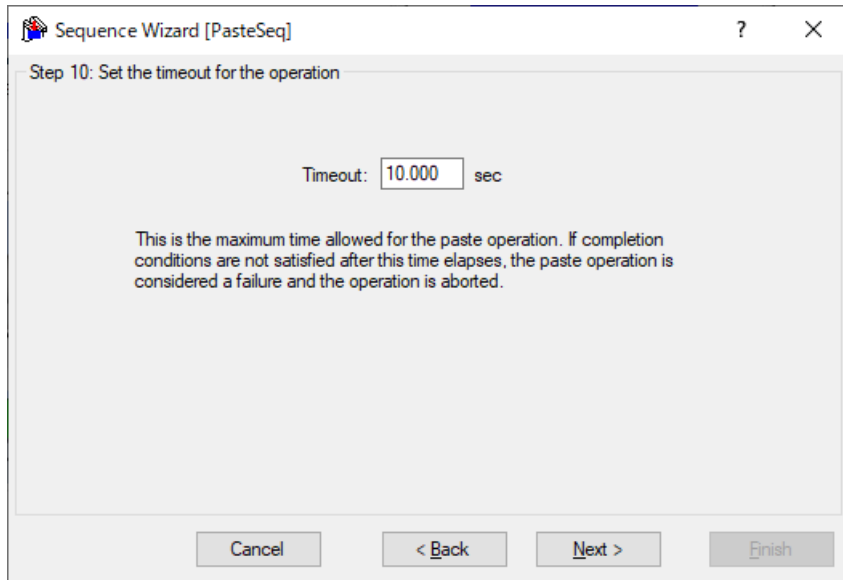 Sequence Wizard [PasteSeq]
Step 10: Set the timeout for the operation
Timeout: 10.000 sec
This is the maximum time allowed for the paste operation. If completion
conditions are not satisfied after this time elapses, the paste operation is
considered a failure and the operation is aborted.
Cancel < Back Next > Finish